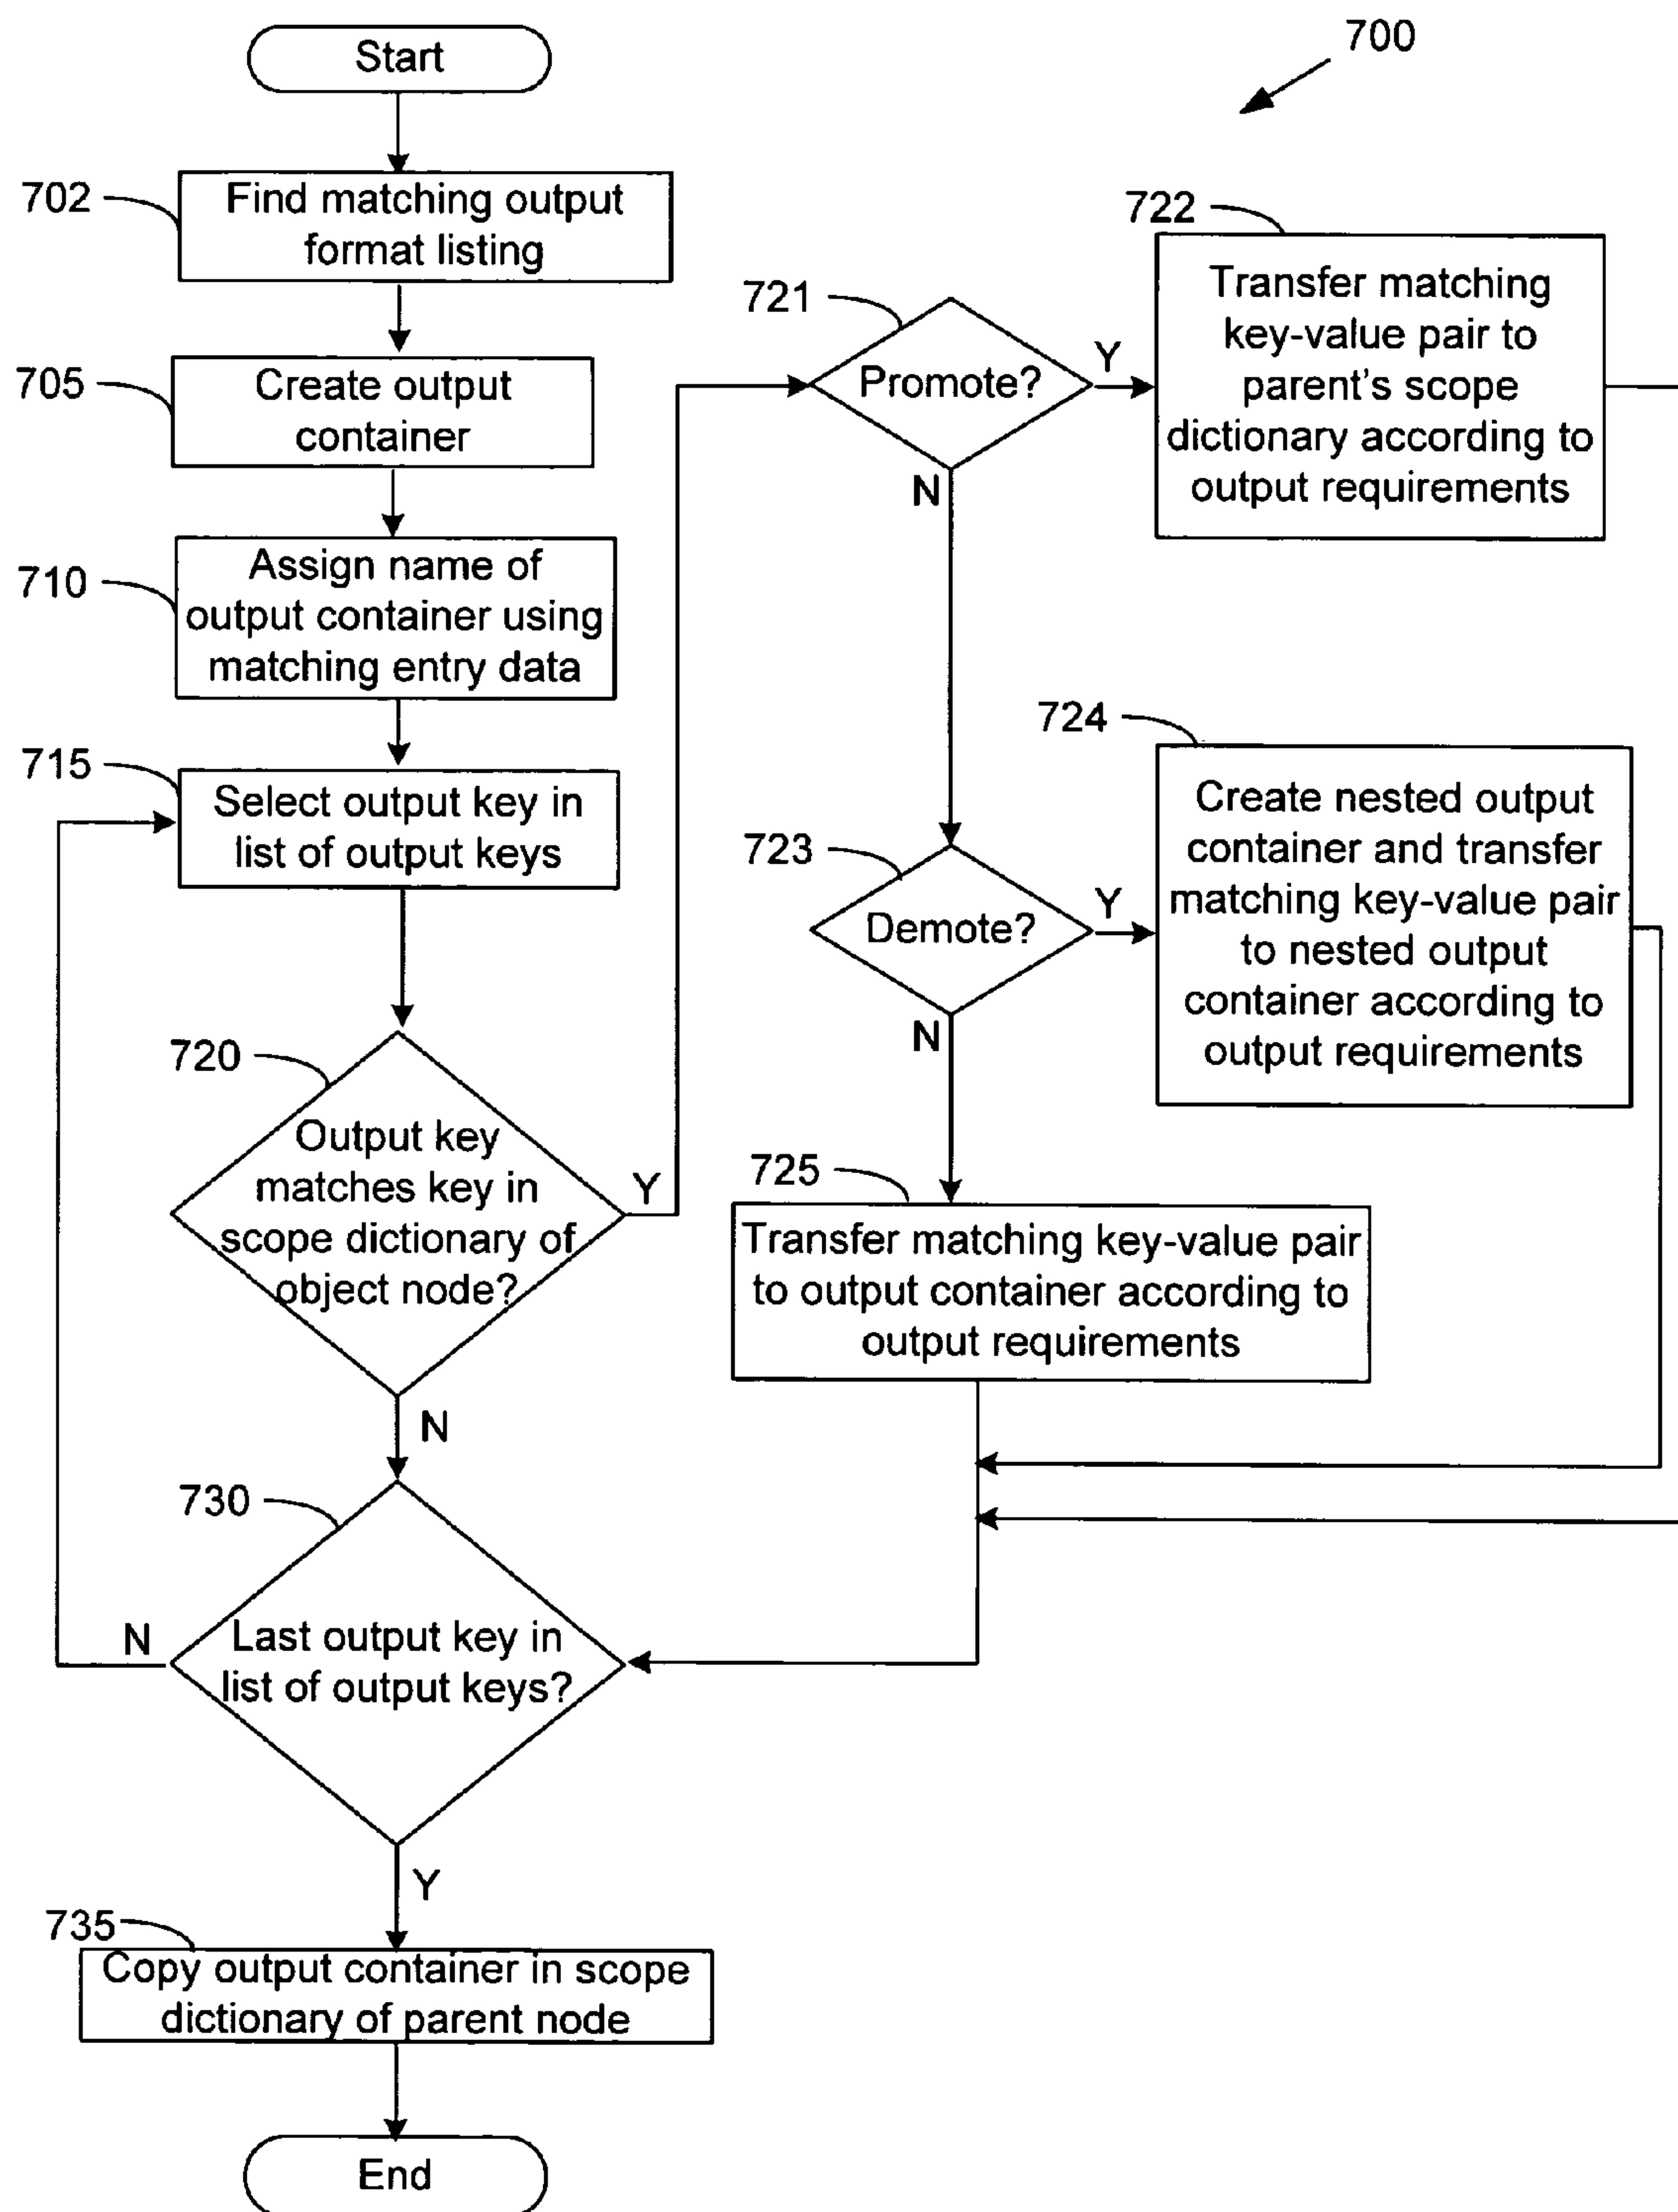 Start
700
702
Find matching output
format listing
705
Create output
container
710
Assign name of
output container using
matching entry data
715
Select output key in
list of output keys
720
Output key
matches key in
scope dictionary of
object node?
Y
N
721
Promote?
Y
N
722
Transfer matching
key-value pair to
parent's scope
dictionary according to
output requirements
723
Demote?
Y
N
724
Create nested output
container and transfer
matching key-value pair
to nested output
container according to
output requirements
725
Transfer matching key-value pair
to output container according to
output requirements
730
Last output key in
list of output keys?
N
Y
735
Copy output container in scope
dictionary of parent node
End